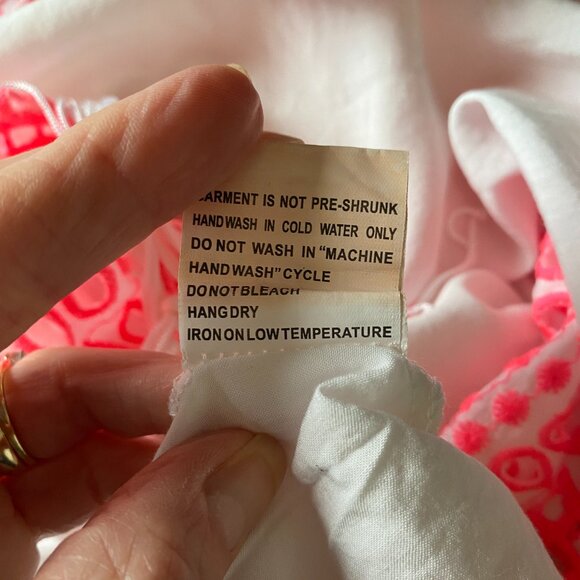 GARMENT IS NOT PRE-SHRUNK
HAND WASH IN COLD WATER ONLY
DO NOT WASH IN "MACHINE
HAND WASH" CYCLE
DO NOT BLEACH
HANG DRY
IRON ON LOW TEMPERATURE